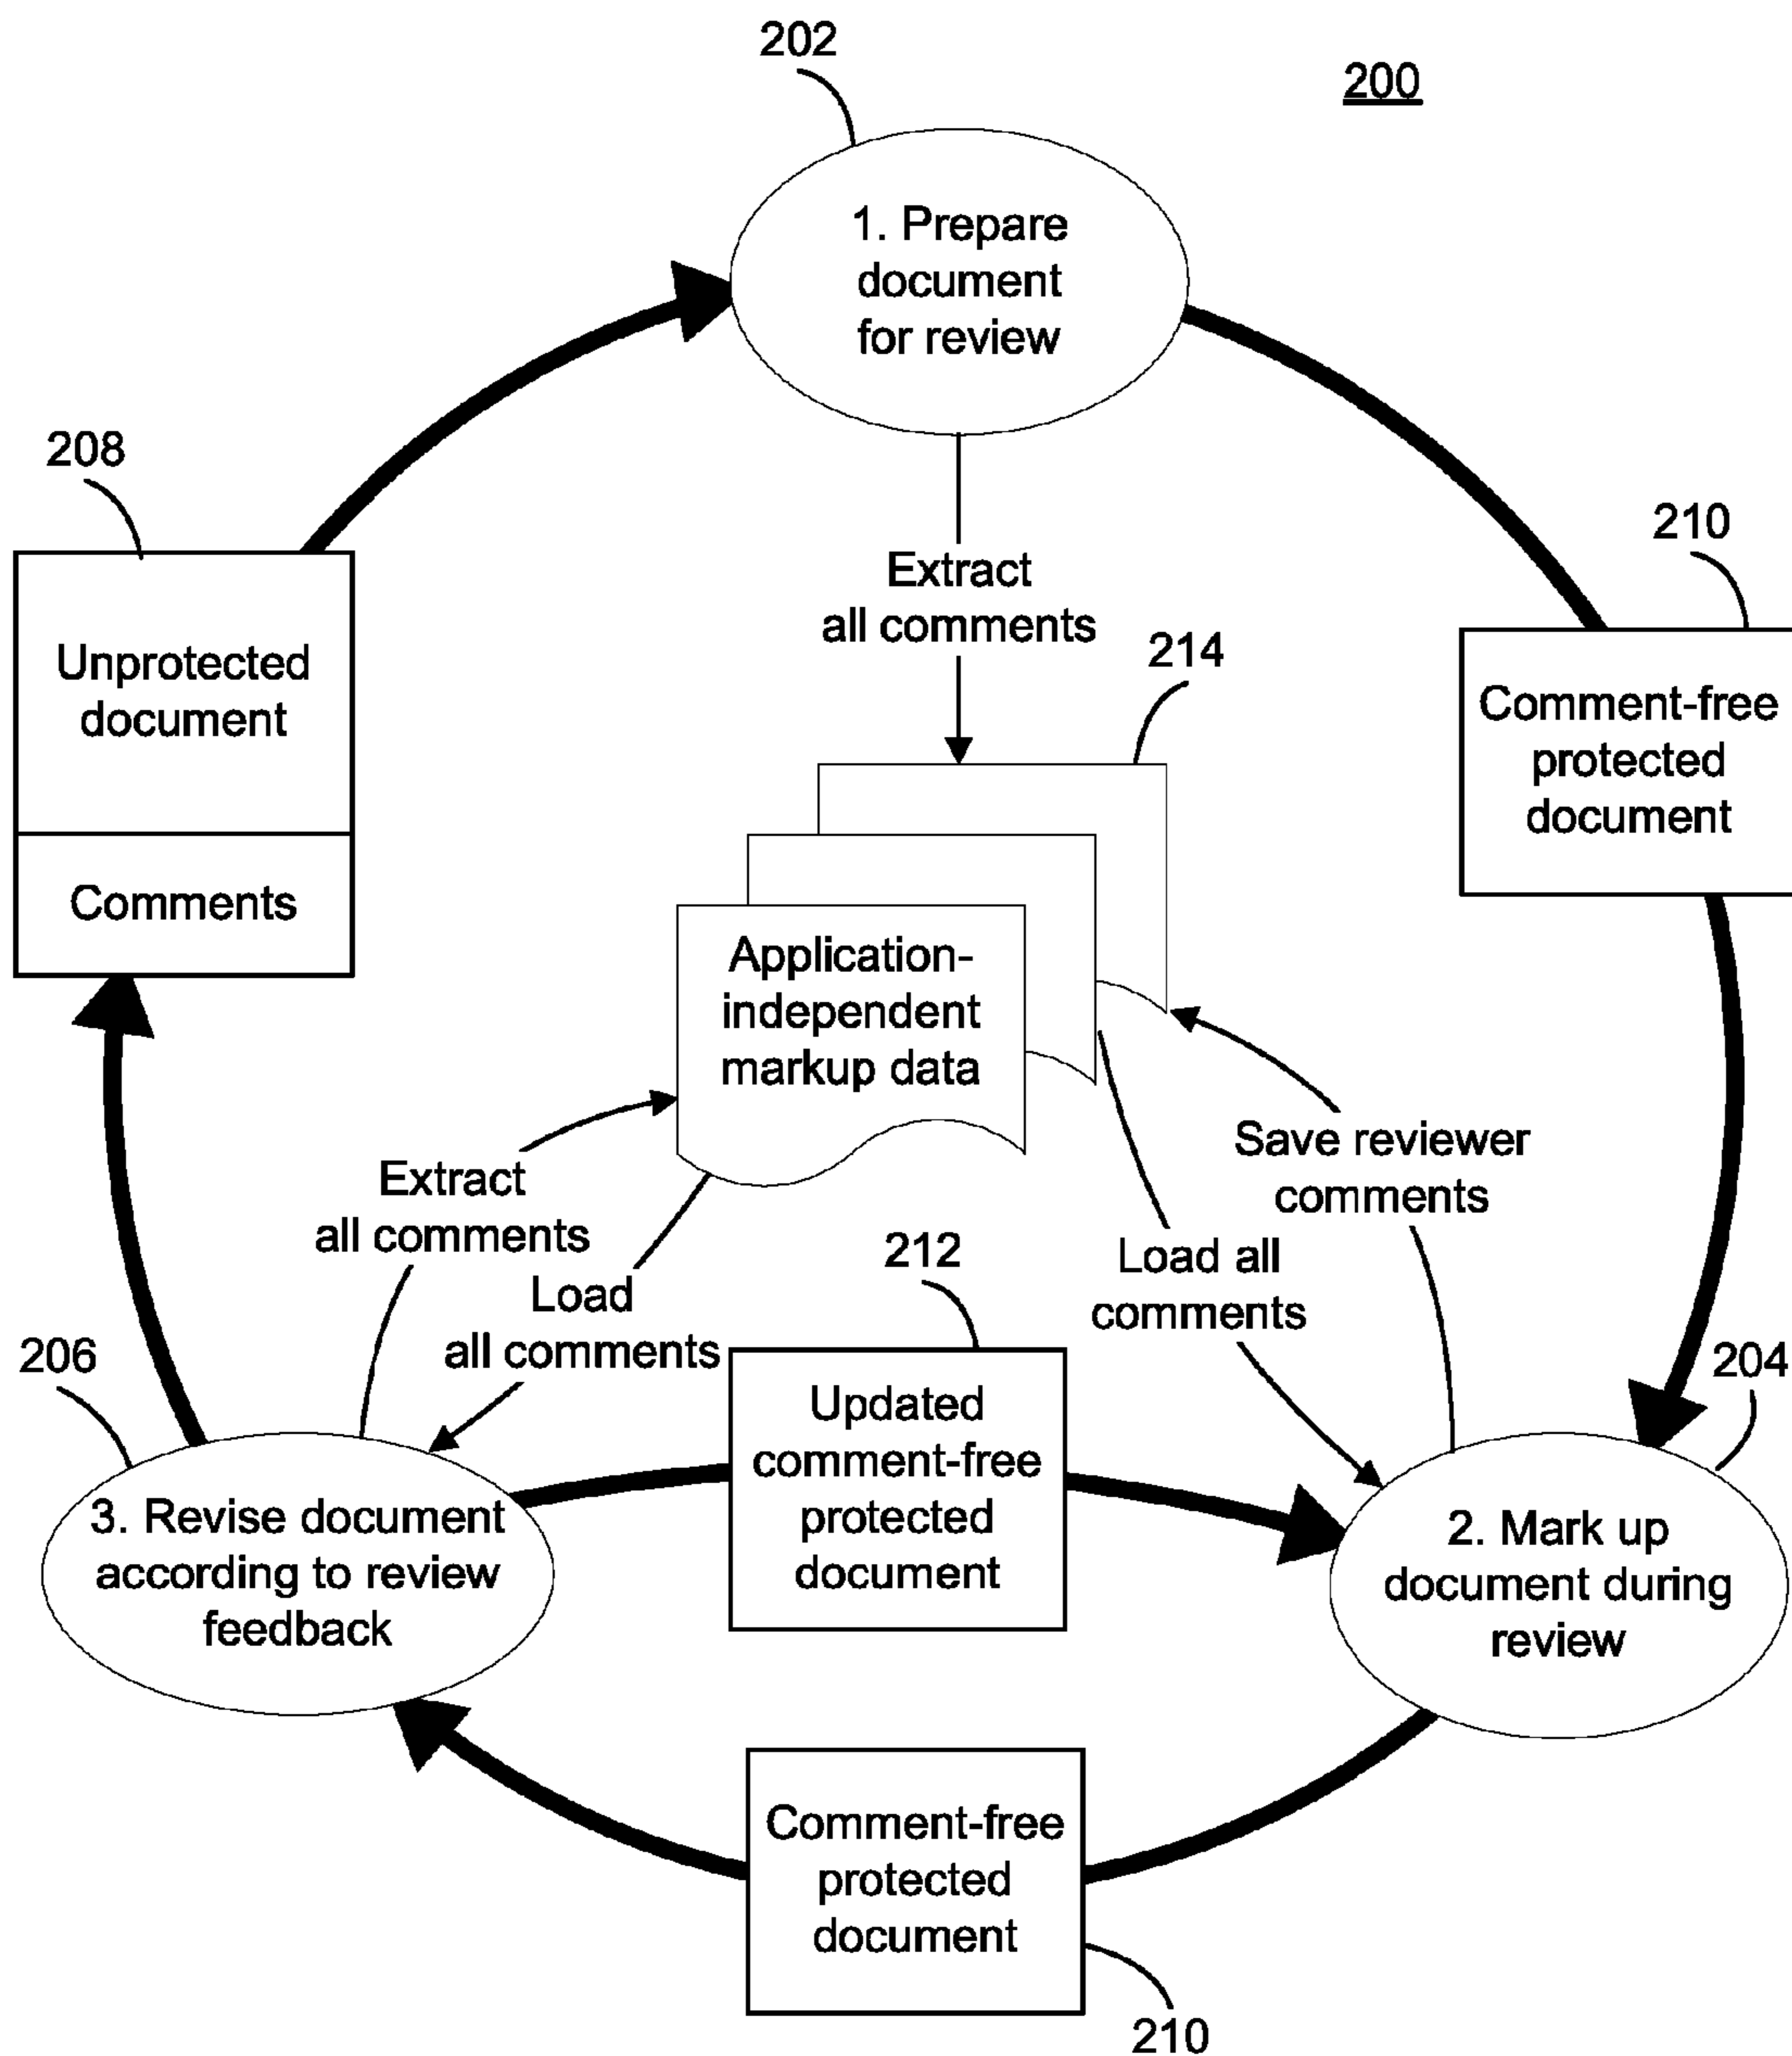 202
200
1. Prepare
document
for review
208
210
Extract
all comments
214
Unprotected
document
Comment-free
protected
document
Comments
Application-
independent
markup data
Save reviewer
comments
Extract
all comments
212
Load all
comments
Load
all comments
206
204
Updated
comment-free
protected
document
3. Revise document
according to review
feedback
2. Mark up
document during
review
Comment-free
protected
document
210